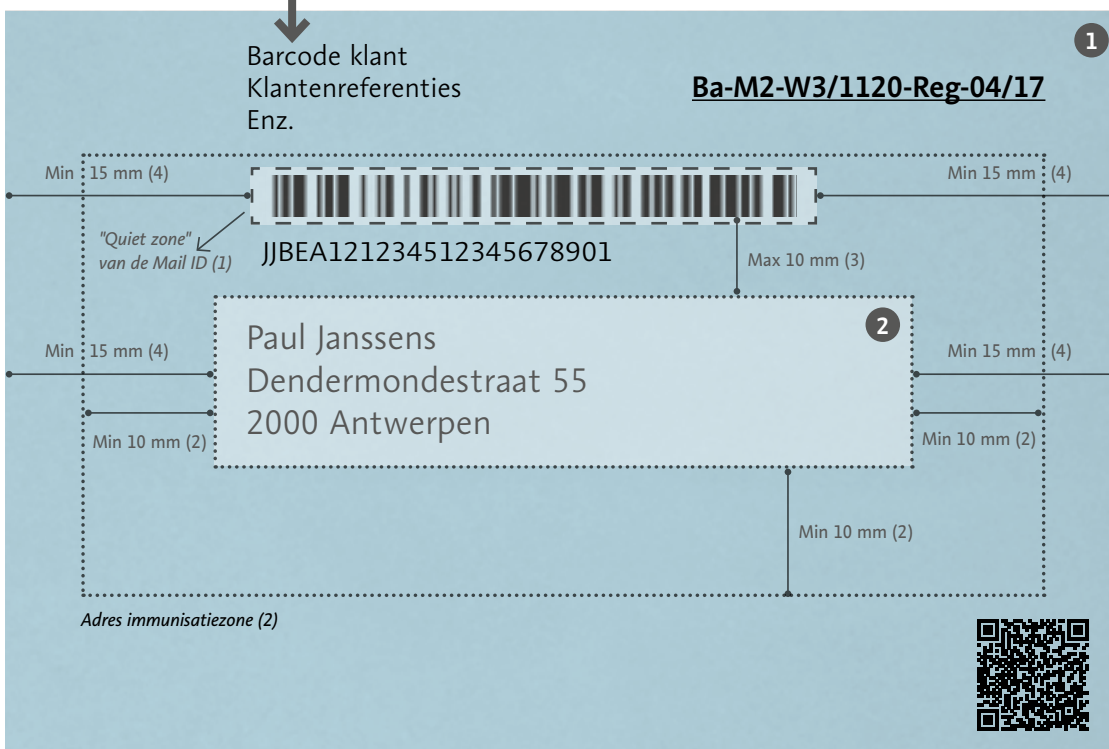 1
Barcode klant
Klantenreferenties
Enz.
Ba-M2-W3/1120-Reg-04/17
Min 15 mm (4)
Min 15 mm (4)
"Quiet zone"
van de Mail ID (1)
JJBEA121234512345678901
Max 10 mm (3)
2
Paul Janssens
Dendermondestraat 55
2000 Antwerpen
Min 15 mm (4)
Min 15 mm (4)
Min 10 mm (2)
Min 10 mm (2)
Min 10 mm (2)
Adres immunisatiezone (2)